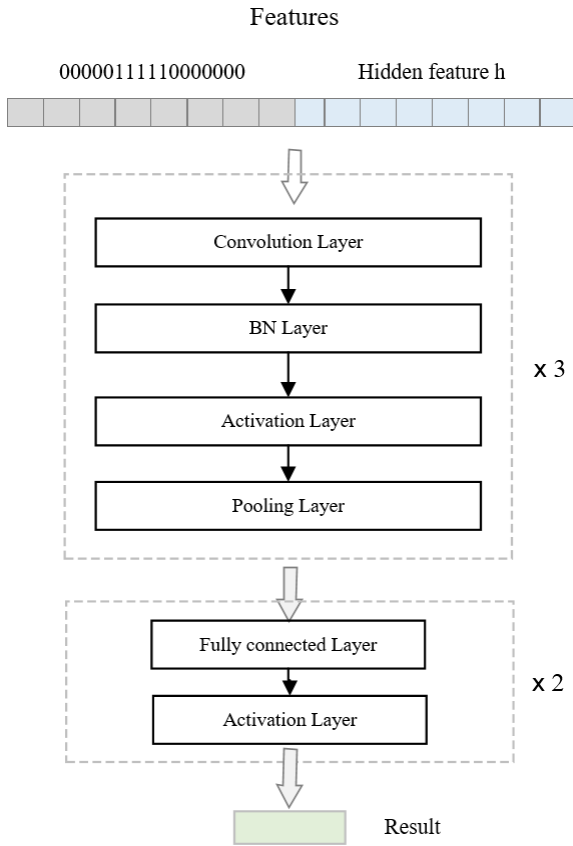 Features
00000111110000000 Hidden feature h
Convolution Layer
BN Layer
x 3
Activation Layer
Pooling Layer
Fully connected Layer
x 2
Activation Layer
Result